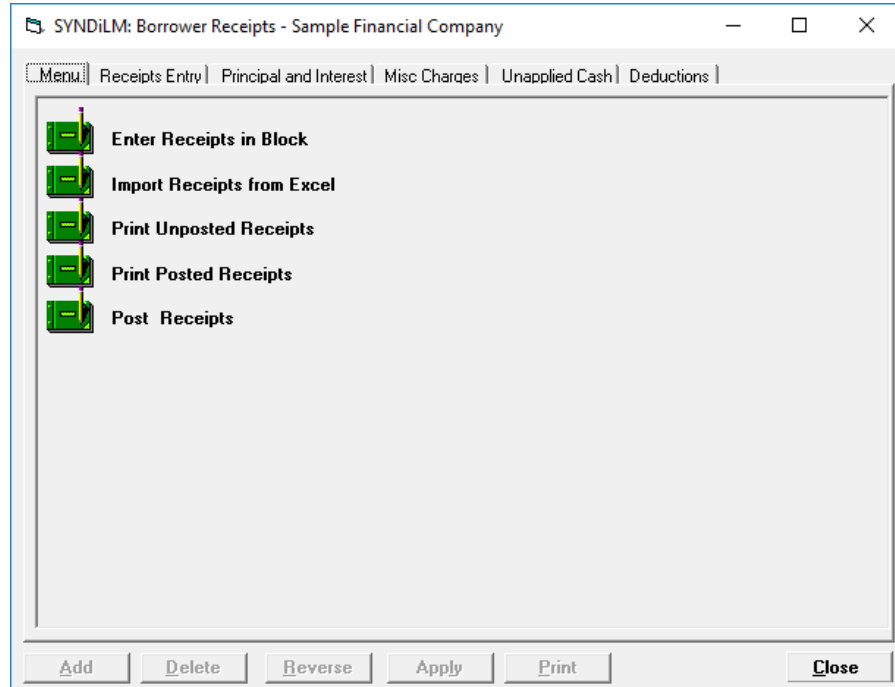 SYNDiLM: Borrower Receipts - Sample Financial Company
Menu Receipts Entry Principal and Interest Misc Charges Unapplied Cash Deductions
Enter Receipts in Block
Import Receipts from Excel
Print Unposted Receipts
Print Posted Receipts
Post Receipts
Add Delete Reverse Apply Print Close